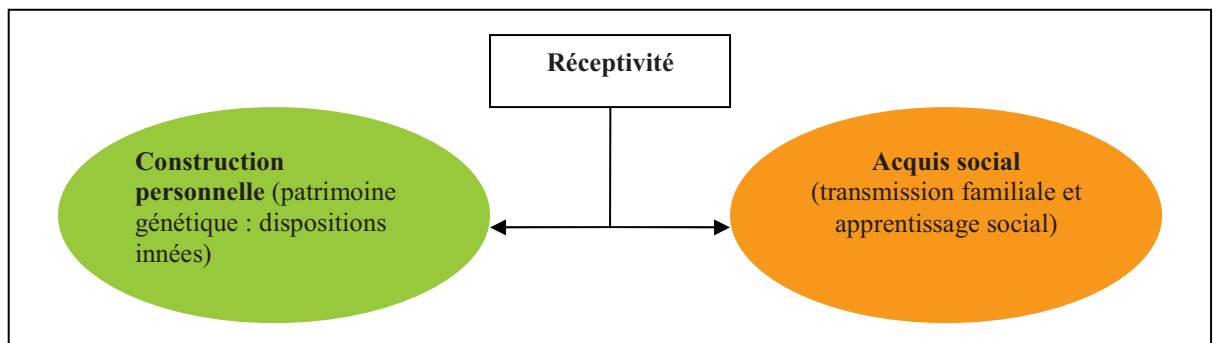 Réceptivité
Construction
personnelle (patrimoine
génétique : dispositions
innées)
Acquis social
(transmission familiale et
apprentissage social)